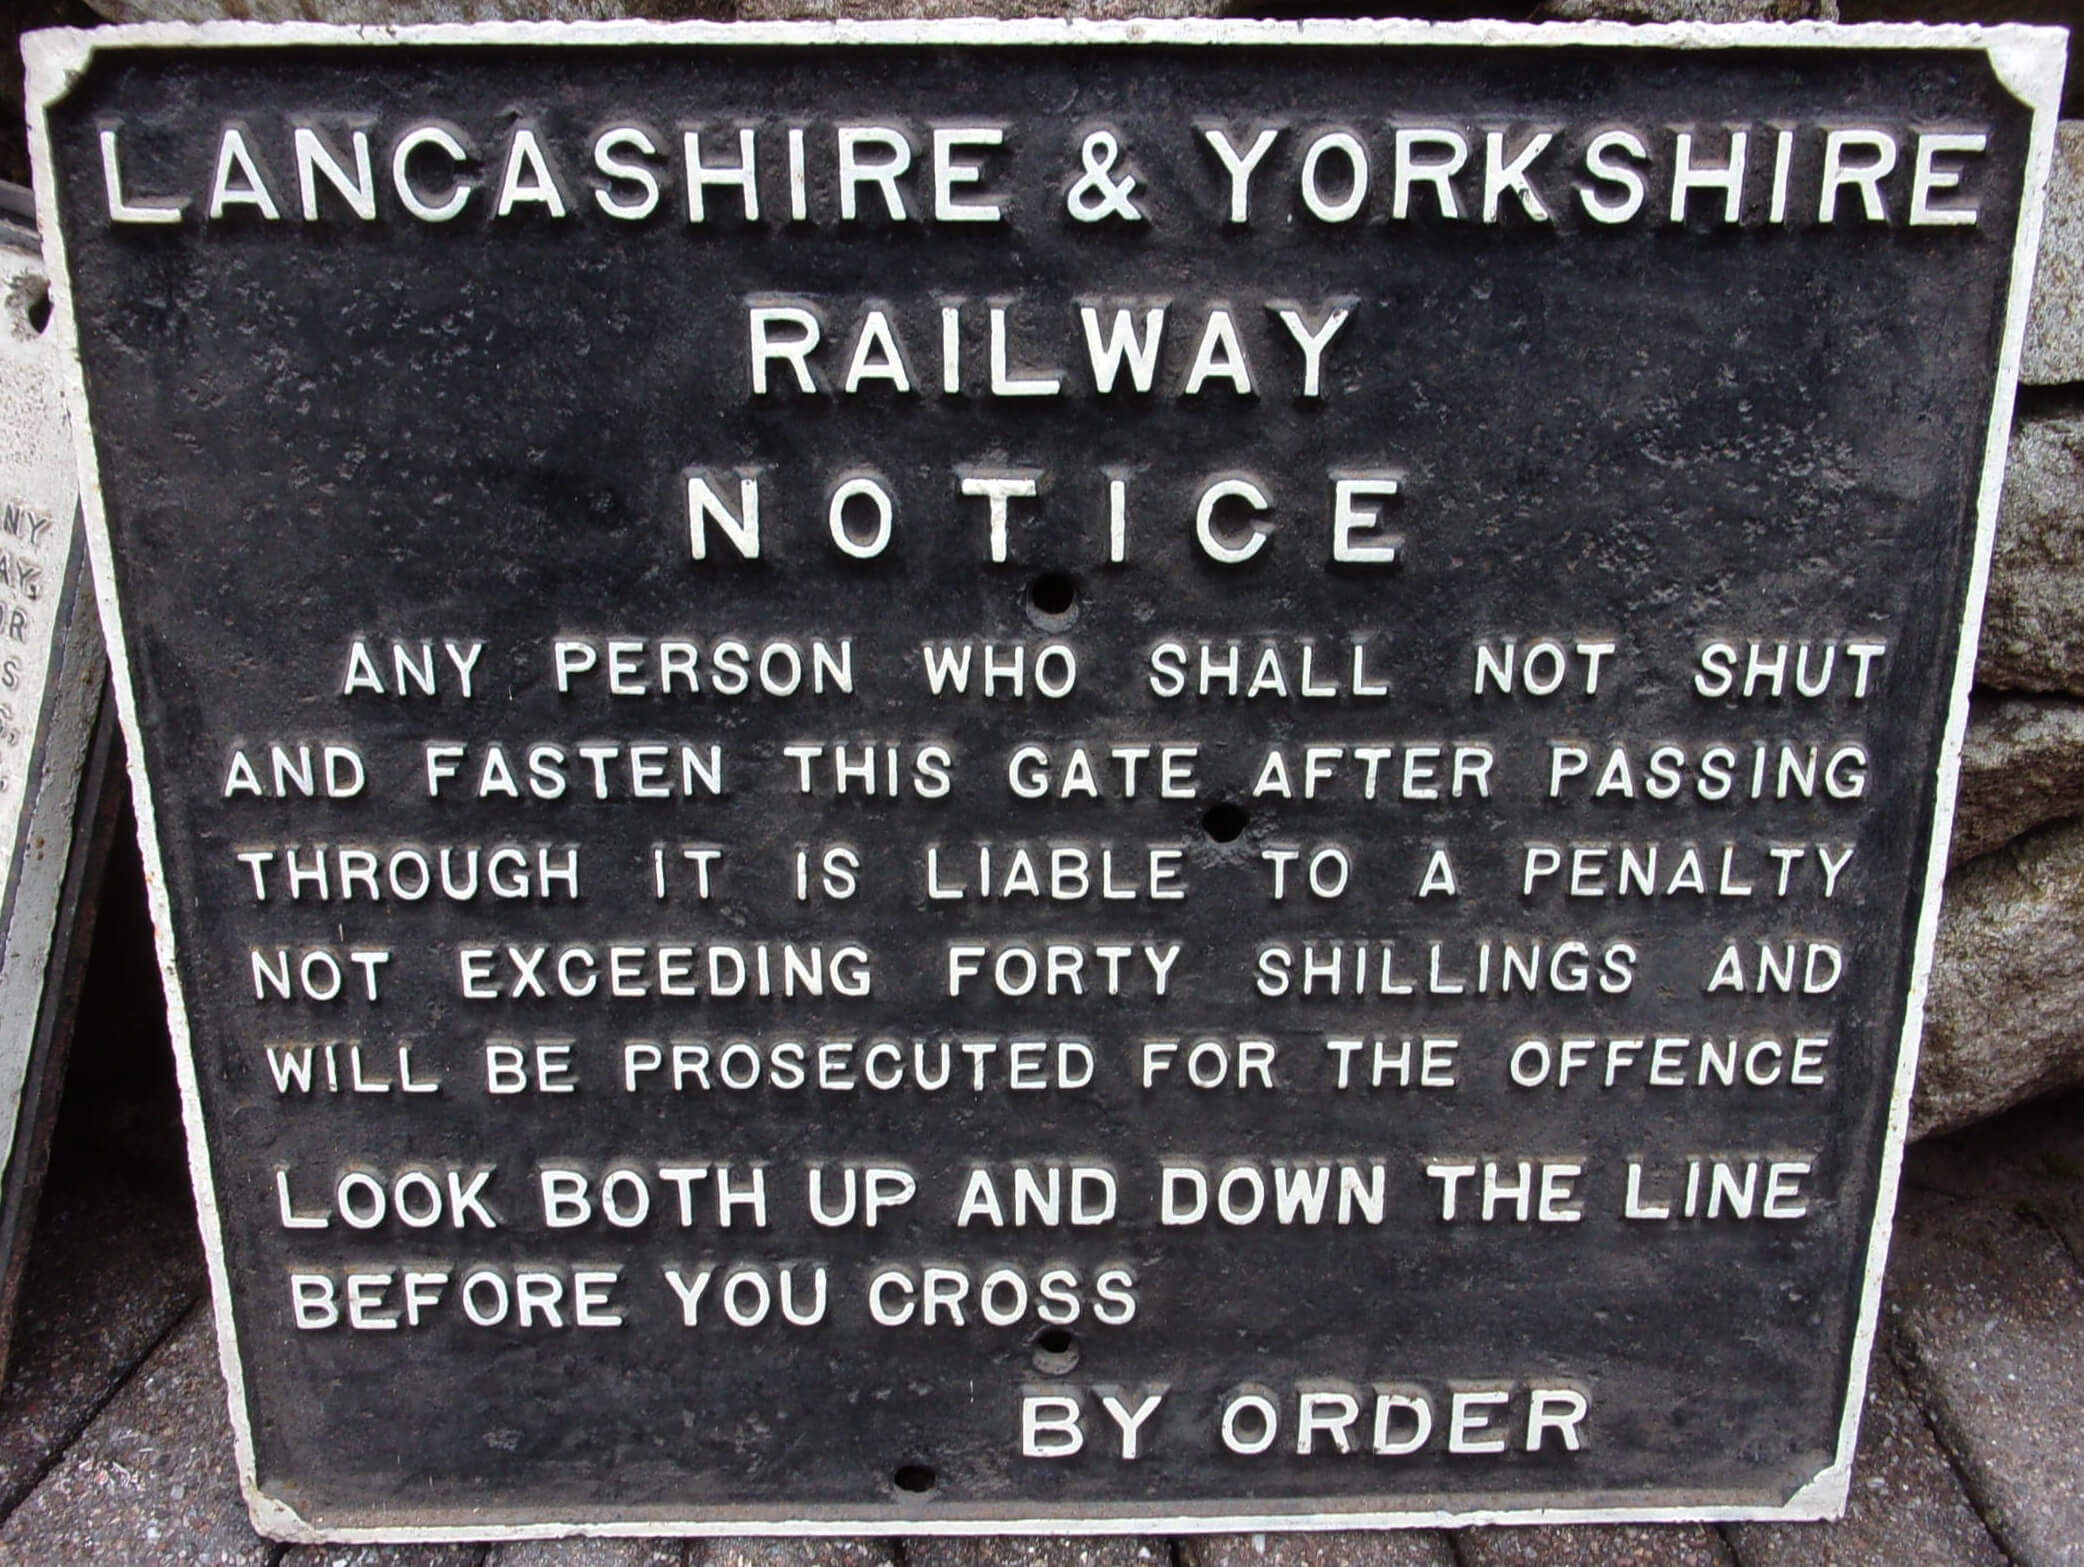 LANCASHIRE & YORKSHIRE
RAILWAY
NOTICE
ANY PERSON WHO SHALL NOT SHUT
AND FASTEN THIS GATE AFTER PASSING
THROUGH IT IS LIABLE TO A PENALTY
NOT EXCEEDING FORTY SHILLINGS AND
WILL BE PROSECUTED FOR THE OFFENCE
LOOK BOTH UP AND DOWN THE LINE
BEFORE YOU CROSS
BY ORDER